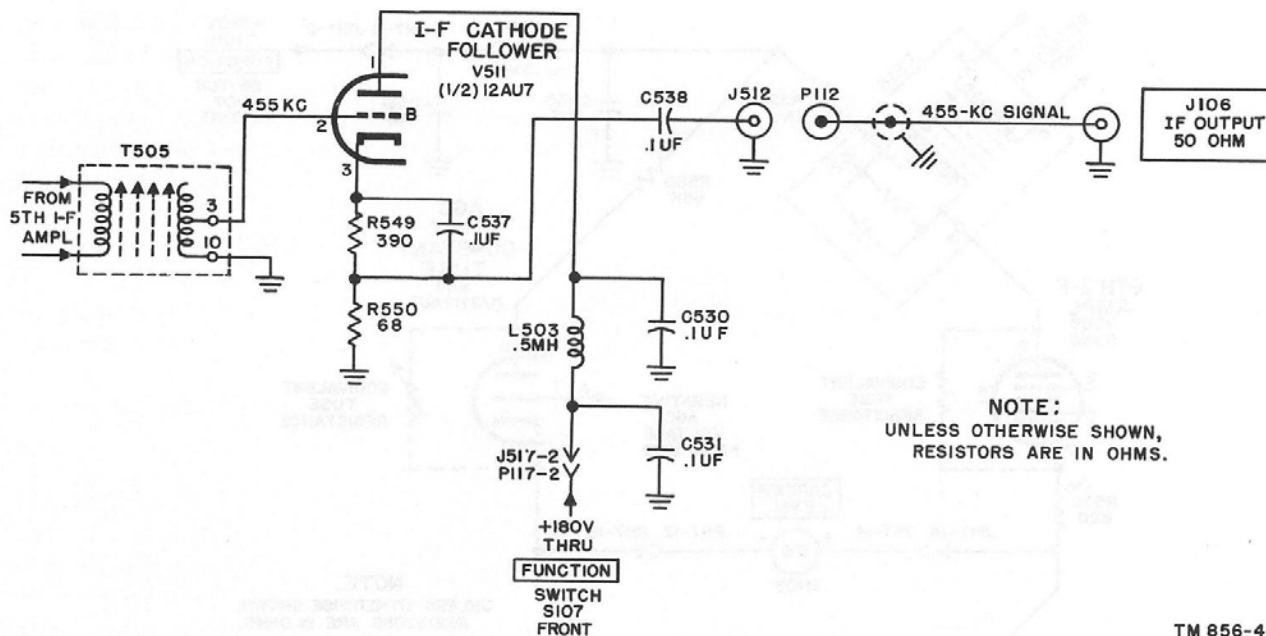 I-F CATHODE
FOLLOWER
V511
(1/2) 12AU7
1
455 KC
2
B
3
T505
FROM
5TH I-F
AMPL
3
10
R549
390
C537
.1UF
R550
68
C538
.1UF
J512
P112
455-KC SIGNAL
J106
IF OUTPUT
50 OHM
L503
.5MH
C530
.1UF
C531
.1UF
J517-2
P117-2
+180V
THRU
FUNCTION
SWITCH
S107
FRONT
NOTE:
UNLESS OTHERWISE SHOWN,
RESISTORS ARE IN OHMS.
TM 856-4